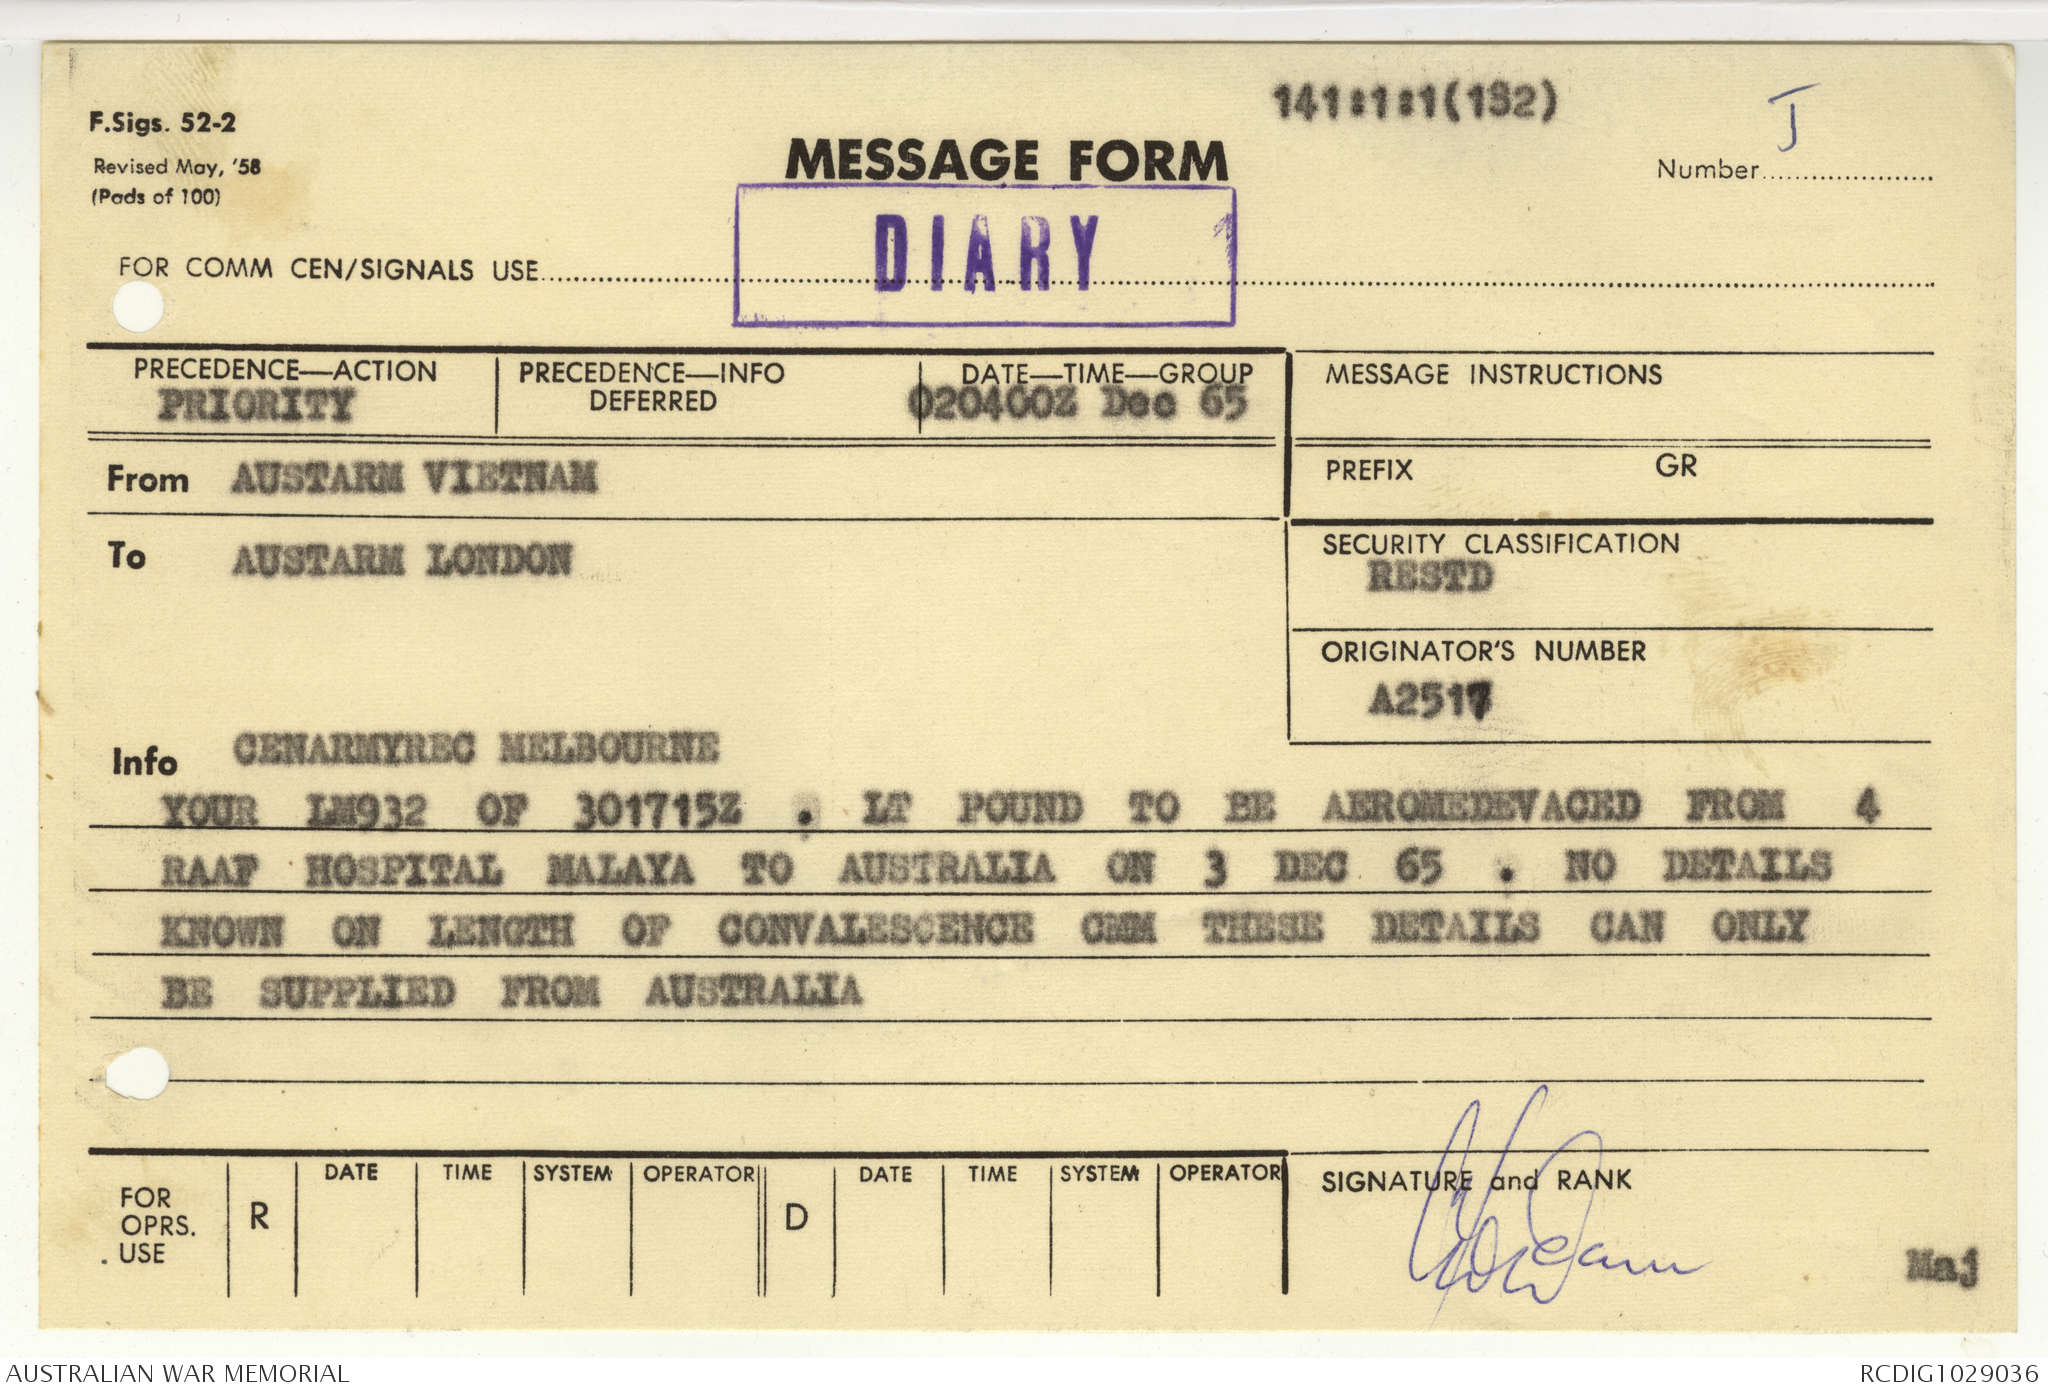 141:1:1(132)
F.Sigs. 52-2
J
MESSAGE FORM
Revised May, '58
Number
(Pads of 100)
DIARY
FOR COMM CEN/SIGNALS USE
PRECEDENCE—ACTION
PRIORITY
PRECEDENCE—INFO
DEFERRED
DATE—TIME—GROUP
020400Z Dec 65
MESSAGE INSTRUCTIONS
From AUSTARM VIETNAM
PREFIX GR
To AUSTARM LONDON
SECURITY CLASSIFICATION
RESTD
ORIGINATOR'S NUMBER
A2517
Info CENARMYREC MELBOURNE
YOUR LM932 OF 301715Z . LT POUND TO BE AEROMEDEVACED FROM 4
RAAF HOSPITAL MALAYA TO AUSTRALIA ON 3 DEC 65 . NO DETAILS
KNOWN ON LENGTH OF CONVALESCENCE CMM THESE DETAILS CAN ONLY
BE SUPPLIED FROM AUSTRALIA
FOR
OPRS.
USE
R
DATE TIME SYSTEM OPERATOR
D
DATE TIME SYSTEM OPERATOR
SIGNATURE and RANK
Maj
AUSTRALIAN WAR MEMORIAL
RCDIG1029036